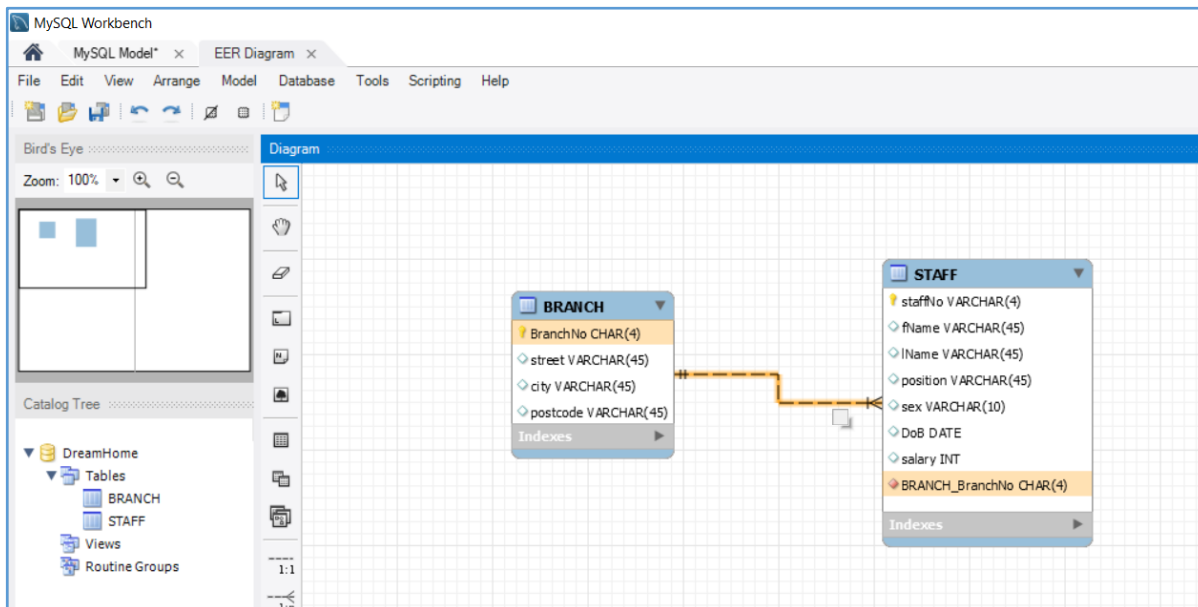 MySQL Workbench
MySQL Model* ×
EER Diagram ×
File Edit View Arrange Model Database Tools Scripting Help
Bird's Eye
Zoom: 100%
Catalog Tree
DreamHome
Tables
BRANCH
STAFF
Views
Routine Groups
Diagram
1:1
BRANCH
BranchNo CHAR(4)
street VARCHAR(45)
city VARCHAR(45)
postcode VARCHAR(45)
Indexes
STAFF
staffNo VARCHAR(4)
fName VARCHAR(45)
lName VARCHAR(45)
position VARCHAR(45)
sex VARCHAR(10)
DoB DATE
salary INT
BRANCH_BranchNo CHAR(4)
Indexes